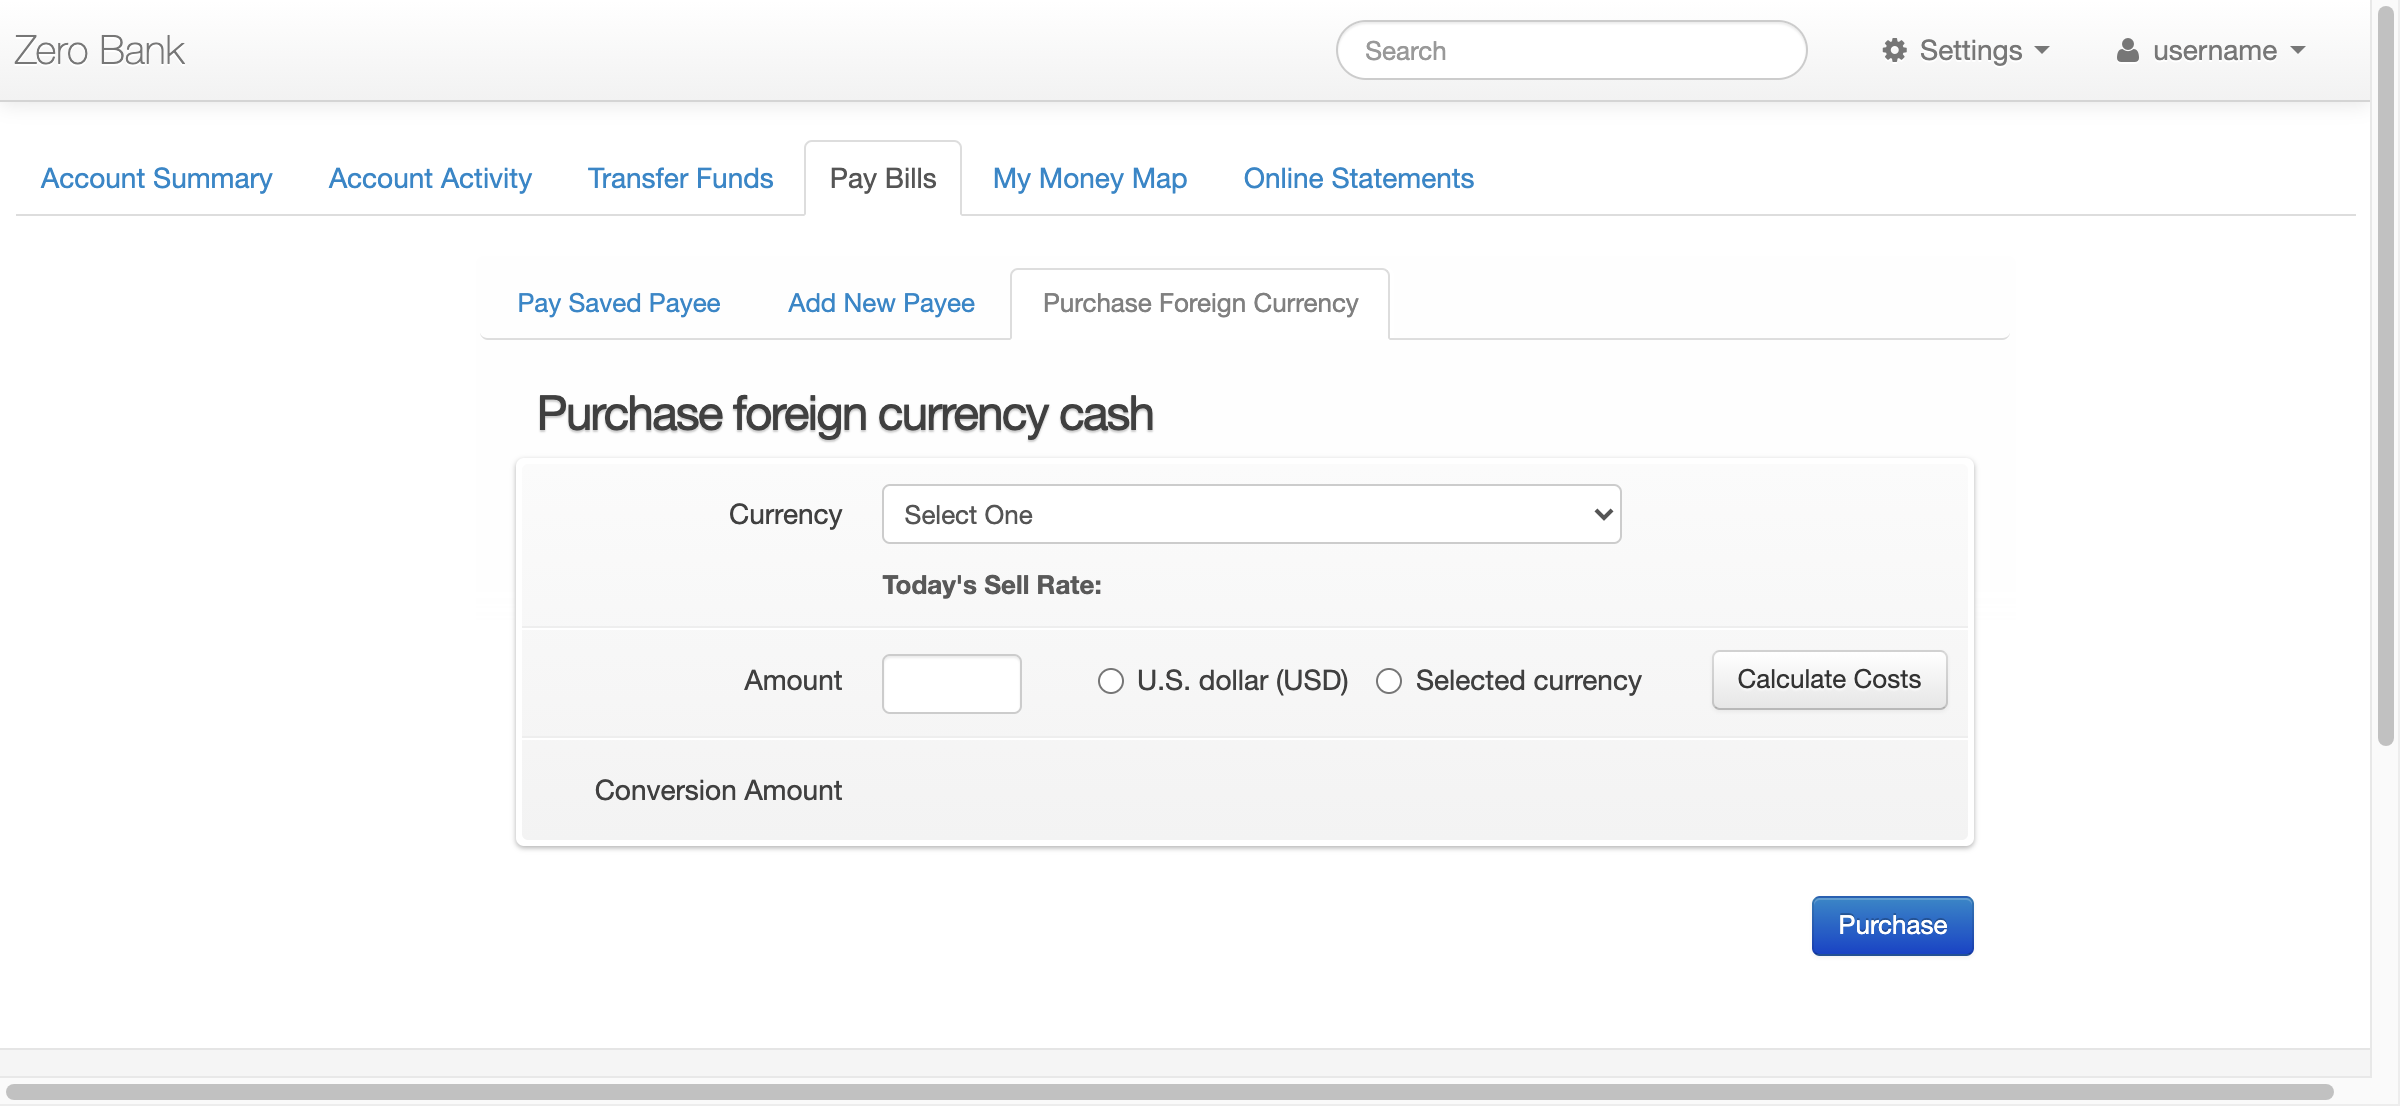 Zero Bank
Search
Settings
username
Account Summary
Account Activity
Transfer Funds
Pay Bills
My Money Map
Online Statements
Pay Saved Payee
Add New Payee
Purchase Foreign Currency
Purchase foreign currency cash
Currency
Select One
Today's Sell Rate:
Amount
U.S. dollar (USD)
Selected currency
Calculate Costs
Conversion Amount
Purchase